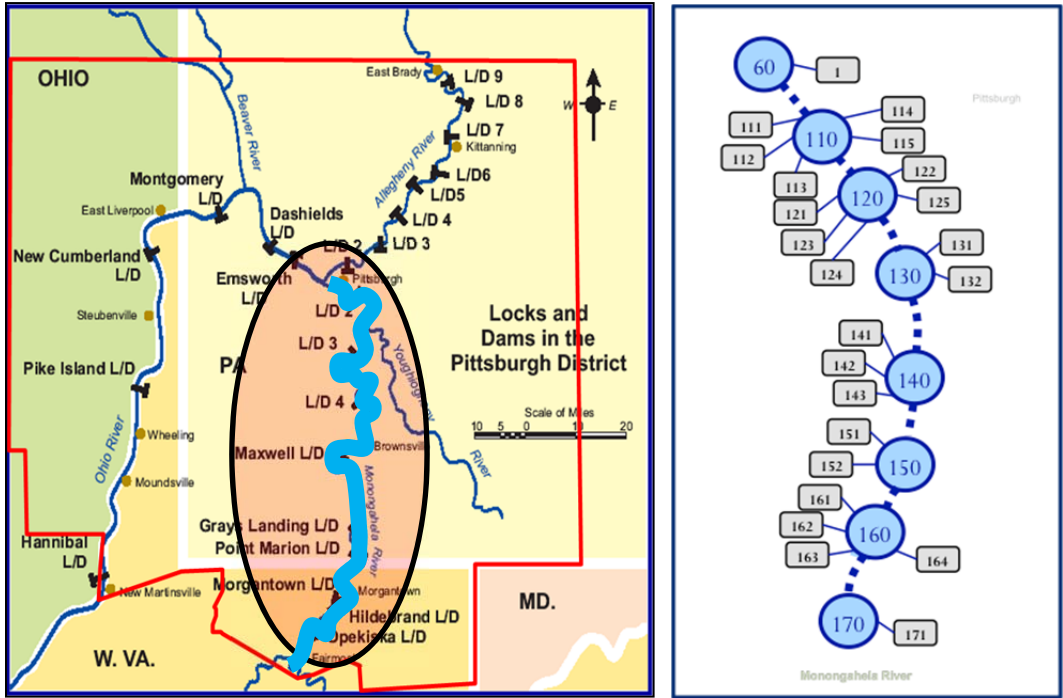 OHIO
East Brady
L/D 9
L/D 8
W
E
Beaver River
Allegheny River
L/D 7
Kittanning
L/D6
Montgomery
L/D
L/D5
East Liverpool
Dashields
L/D
L/D 4
L/D 3
L/D 2
New Cumberland
L/D
Emsworth
L/D
Pittsburgh
L/D 2
Steubenville
Locks and
Dams in the
Pittsburgh District
L/D 3
Youghiogheny
River
PA
Pike Island L/D
L/D 4
Scale of Miles
10 5 0 10 20
Ohio River
Wheeling
Maxwell L/D
Brownsville
Monongahela River
Moundsville
Grays Landing L/D
Point Marion L/D
Hannibal
L/D
New Martinsville
Morgantown L/D
Morgantown
Hildebrand L/D
Opekiska L/D
MD.
W. VA.
Fairmont
60
1
Pittsburgh
111
114
110
115
112
113
122
120
121
125
123
124
131
130
132
141
142
140
143
151
150
152
161
162
160
163
164
170
171
Monongahela River